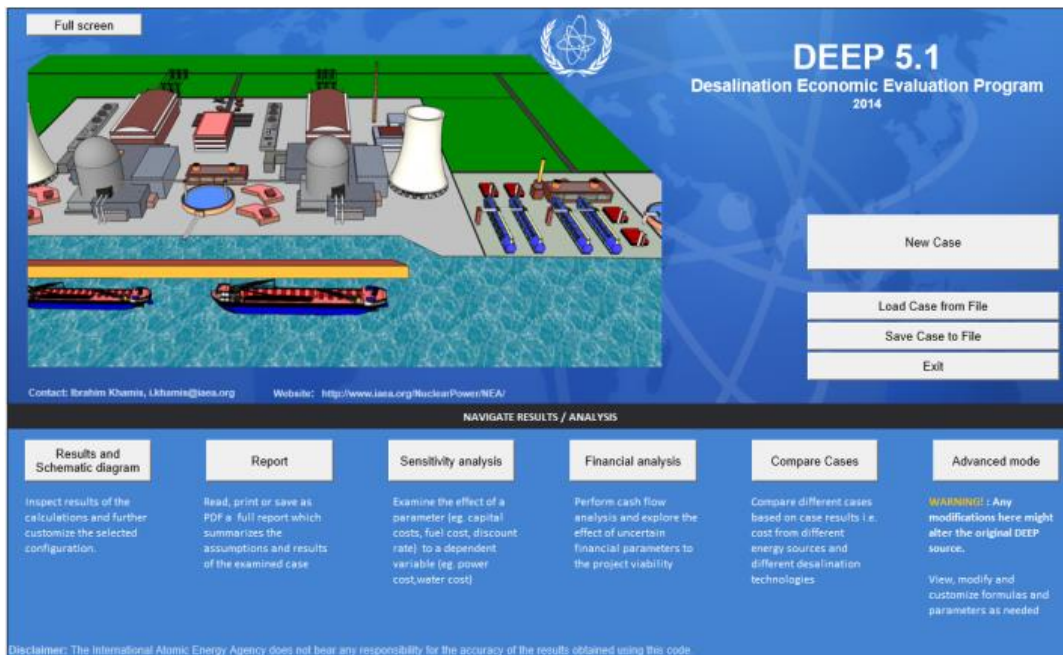 Full screen
DEEP 5.1
Desalination Economic Evaluation Program
2014
New Case
Load Case from File
Save Case to File
Exit
Contact: Ibrahim Khamis, i.khamis@iaea.org Website: http://www.iaea.org/NuclearPower/NEA/
NAVIGATE RESULTS / ANALYSIS
Results and
Schematic diagram
Inspect results of the
calculations and further
customize the selected
configuration.
Report
Read, print or save as
PDF a full report which
summarizes the
assumptions and results
of the examined case
Sensitivity analysis
Examine the effect of a
parameter (eg. capital
costs, fuel cost, discount
rate) to a dependent
variable (eg. power
cost,water cost)
Financial analysis
Perform cash flow
analysis and explore the
effect of uncertain
financial parameters to
the project viability
Compare Cases
Compare different cases
based on case results i.e.
cost from different
energy sources and
different desalination
technologies
Advanced mode
WARNING! : Any
modifications here might
alter the original DEEP
source.
View, modify and
customize formulas and
parameters as needed
Disclaimer: The International Atomic Energy Agency does not bear any responsibility for the accuracy of the results obtained using this code.